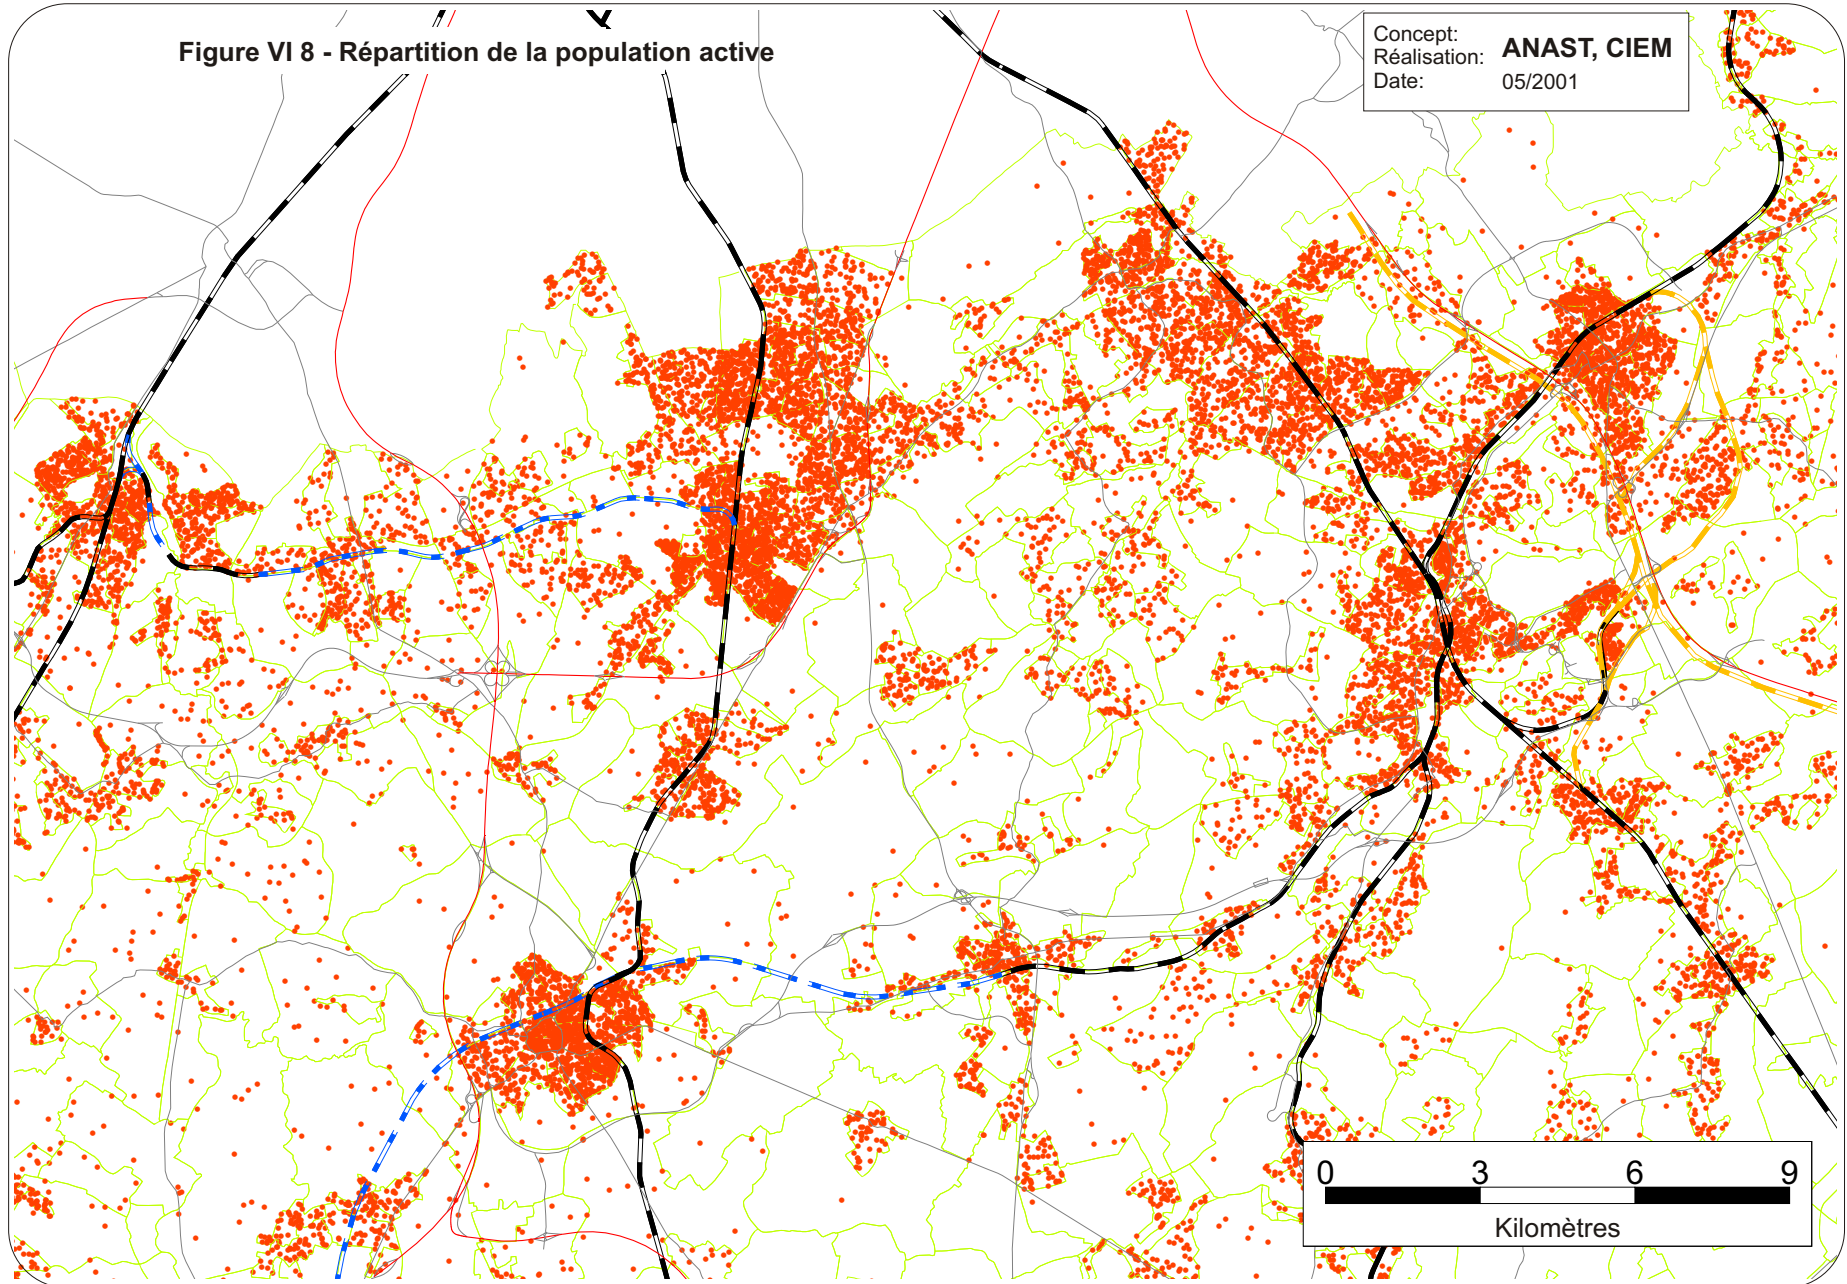 Figure VI 8 - Répartition de la population active
Concept:
Réalisation: ANAST, CIEM
Date: 05/2001
0 3 6 9
Kilomètres